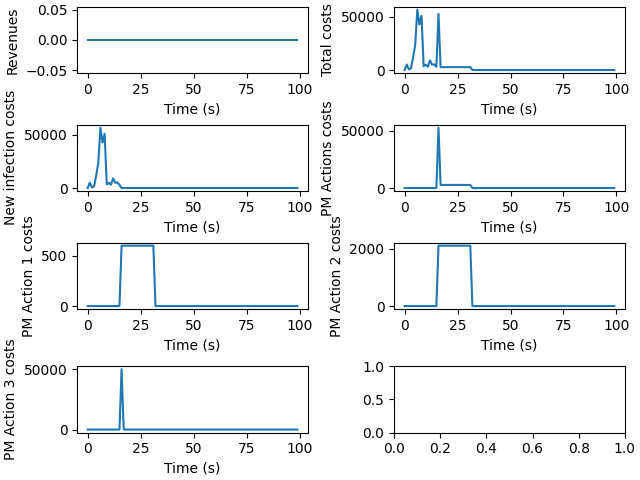 Revenues
0.05
0.00
−0.05
0 25 50 75 100
Time (s)
Total costs
50000
0
0 25 50 75 100
Time (s)
New infection costs
50000
0
0 25 50 75 100
Time (s)
PM Actions costs
50000
0
0 25 50 75 100
Time (s)
PM Action 1 costs
500
0
0 25 50 75 100
Time (s)
PM Action 2 costs
2000
0
0 25 50 75 100
Time (s)
PM Action 3 costs
50000
0
0 25 50 75 100
Time (s)
1.0
0.5
0.0
0.0 0.2 0.4 0.6 0.8 1.0